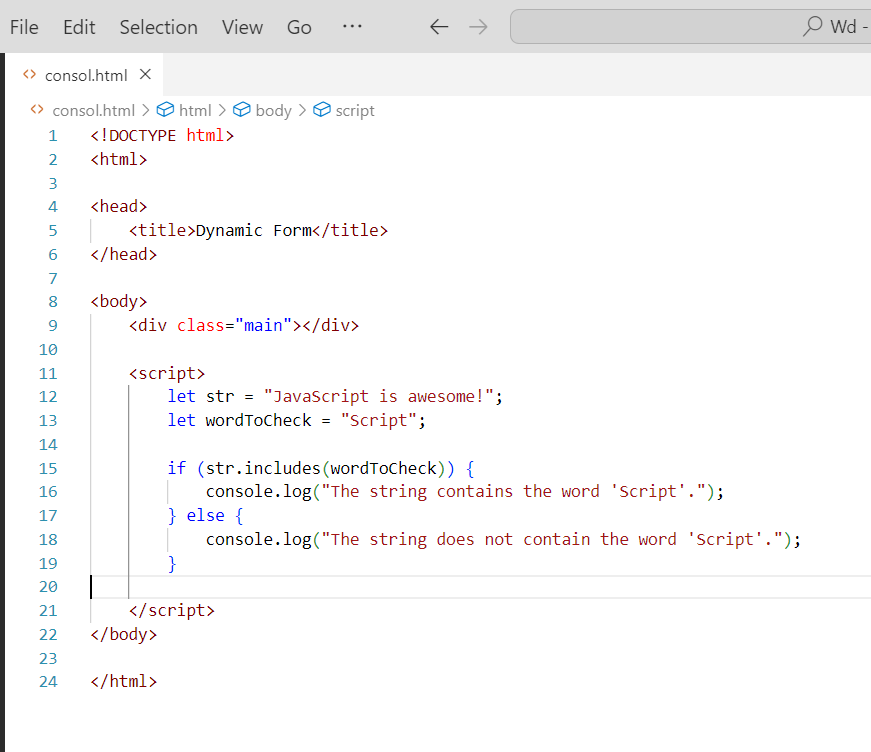 File Edit Selection View Go ··· Wd -
consol.html
consol.html > html > body > script
1 <!DOCTYPE html>
2 <html>
3
4 <head>
5     <title>Dynamic Form</title>
6 </head>
7
8 <body>
9     <div class="main"></div>
10
11     <script>
12         let str = "JavaScript is awesome!";
13         let wordToCheck = "Script";
14
15         if (str.includes(wordToCheck)) {
16             console.log("The string contains the word 'Script'.");
17         } else {
18             console.log("The string does not contain the word 'Script'.");
19         }
20
21     </script>
22 </body>
23
24 </html>